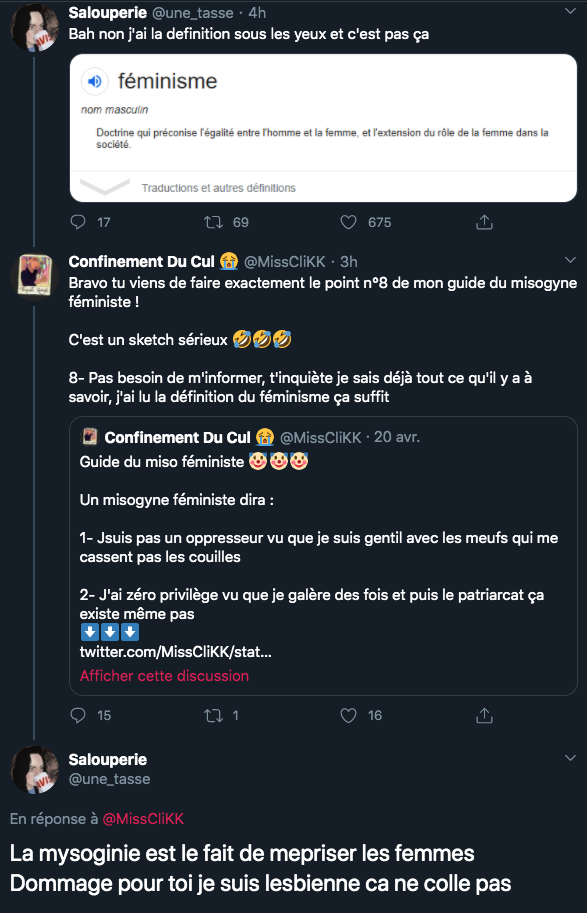 Salouperie @une_tasse · 4h
Bah non j'ai la definition sous les yeux et c'est pas ça
féminisme
nom masculin
Doctrine qui préconise l'égalité entre l'homme et la femme, et l'extension du rôle de la femme dans la
société.
Traductions et autres définitions
17 69 675
Confinement Du Cul 😭 @MissCliKK · 3h
Bravo tu viens de faire exactement le point n°8 de mon guide du misogyne
féministe !
C'est un sketch sérieux 🤣🤣🤣
8- Pas besoin de m'informer, t'inquiète je sais déjà tout ce qu'il y a à
savoir, j'ai lu la définition du féminisme ça suffit
Confinement Du Cul 😭 @MissCliKK · 20 avr.
Guide du miso féministe 🤡🤡🤡
Un misogyne féministe dira :
1- Jsuis pas un oppresseur vu que je suis gentil avec les meufs qui me
cassent pas les couilles
2- J'ai zéro privilège vu que je galère des fois et puis le patriarcat ça
existe même pas
⬇️⬇️⬇️
twitter.com/MissCliKK/stat...
Afficher cette discussion
15 1 16
Salouperie
@une_tasse
En réponse à @MissCliKK
La mysoginie est le fait de mepriser les femmes
Dommage pour toi je suis lesbienne ca ne colle pas